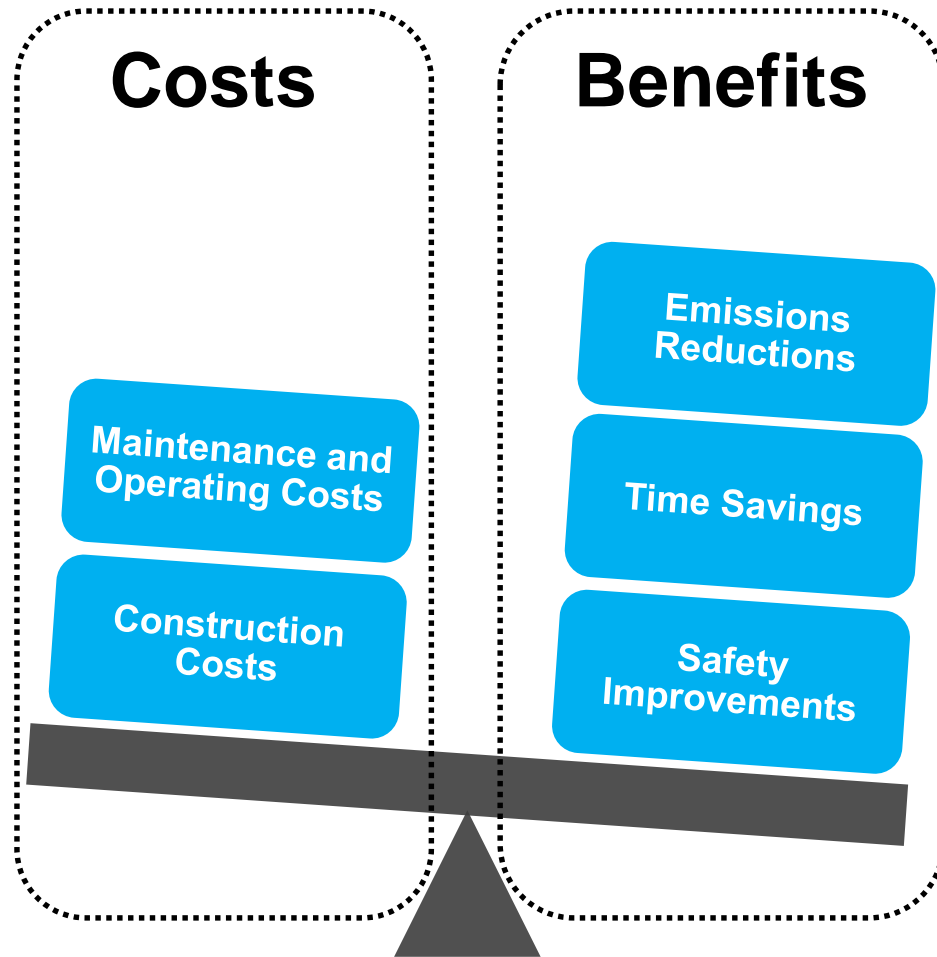 Costs
Benefits
Maintenance and
Operating Costs
Construction
Costs
Emissions
Reductions
Time Savings
Safety
Improvements